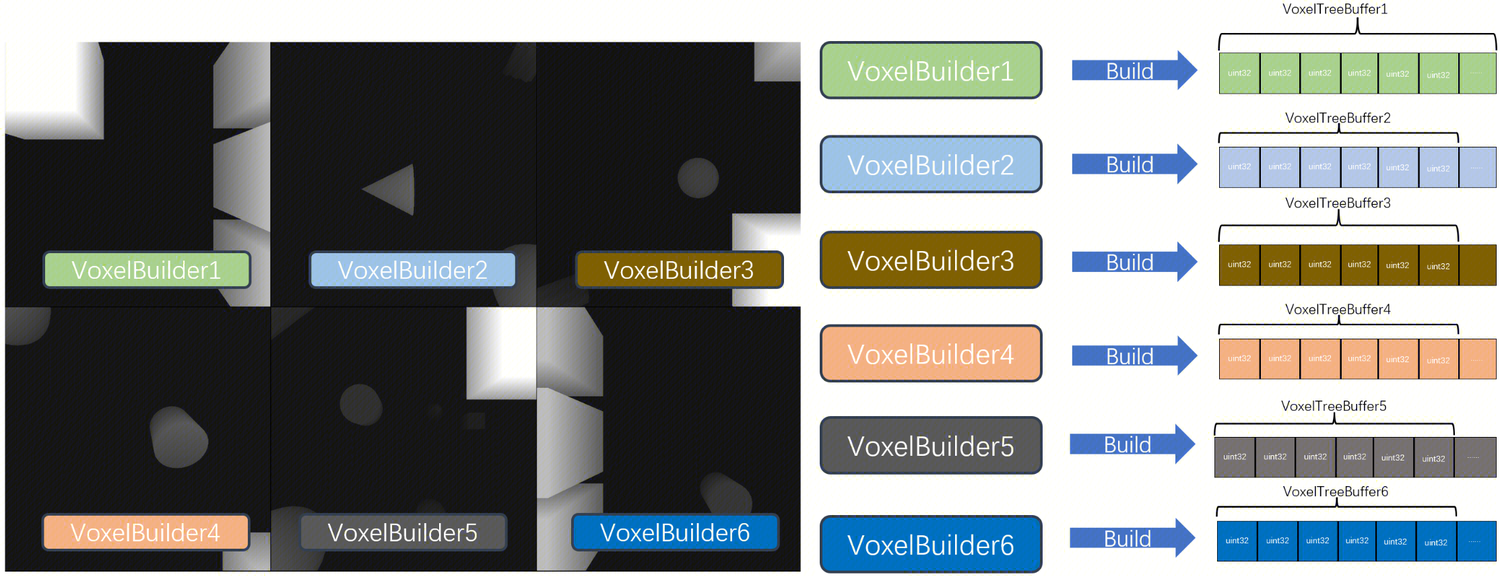 VoxelBuilder1
VoxelBuilder2
VoxelBuilder3
VoxelBuilder4
VoxelBuilder5
VoxelBuilder6
VoxelBuilder1
Build
VoxelTreeBuffer1
uint32 uint32 uint32 uint32 uint32 uint32 ......
VoxelBuilder2
Build
VoxelTreeBuffer2
uint32 uint32 uint32 uint32 uint32 uint32 ......
VoxelBuilder3
Build
VoxelTreeBuffer3
uint32 uint32 uint32 uint32 uint32 uint32
VoxelBuilder4
Build
VoxelTreeBuffer4
uint32 uint32 uint32 uint32 uint32 uint32 ......
VoxelBuilder5
Build
VoxelTreeBuffer5
uint32 uint32 uint32 uint32 uint32 uint32 ......
VoxelBuilder6
Build
VoxelTreeBuffer6
uint32 uint32 uint32 uint32 uint32 uint32 ......